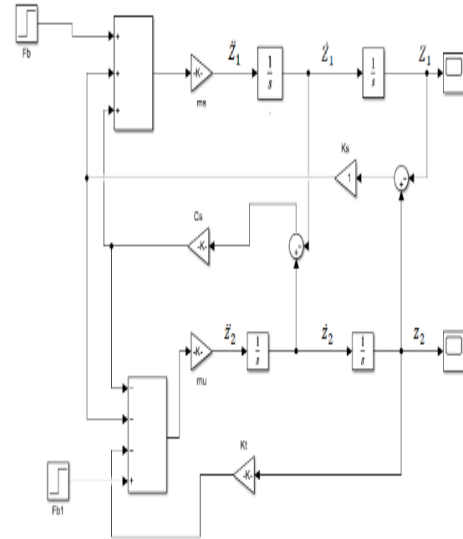 Fb
+
+
+
-K-
ms
Z̈₁
1/s
Ż₁
1/s
Z₁
Ks
1
+ −
Cs
-K-
+ −
-K-
mu
z̈₂
1/s
ż₂
1/s
z₂
−
−
−
+
Kt
-K-
Fb1